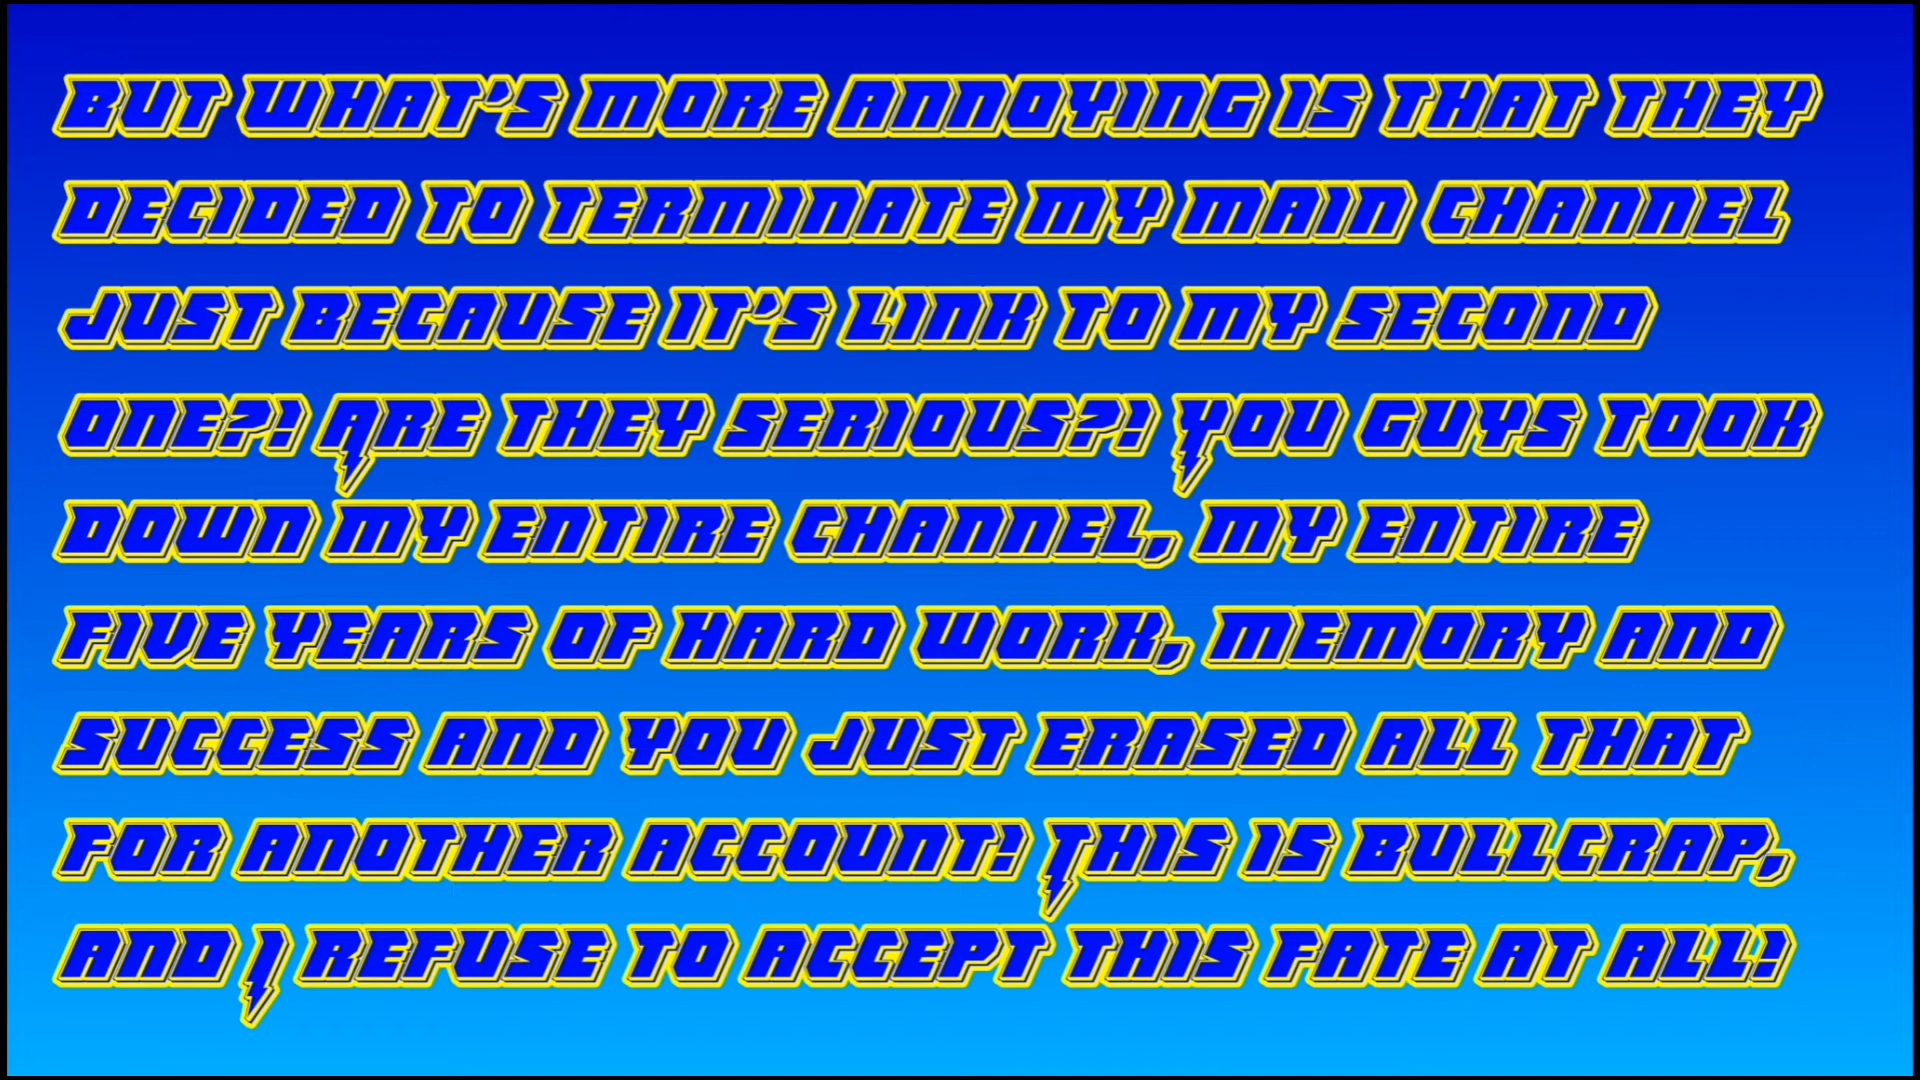 BUT WHAT'S MORE ANNOYING IS THAT THEY
DECIDED TO TERMINATE MY MAIN CHANNEL
JUST BECAUSE IT'S LINK TO MY SECOND
ONE?! ARE THEY SERIOUS?! YOU GUYS TOOK
DOWN MY ENTIRE CHANNEL, MY ENTIRE
FIVE YEARS OF HARD WORK, MEMORY AND
SUCCESS AND YOU JUST ERASED ALL THAT
FOR ANOTHER ACCOUNT! THIS IS BULLCRAP,
AND I REFUSE TO ACCEPT THIS FATE AT ALL!